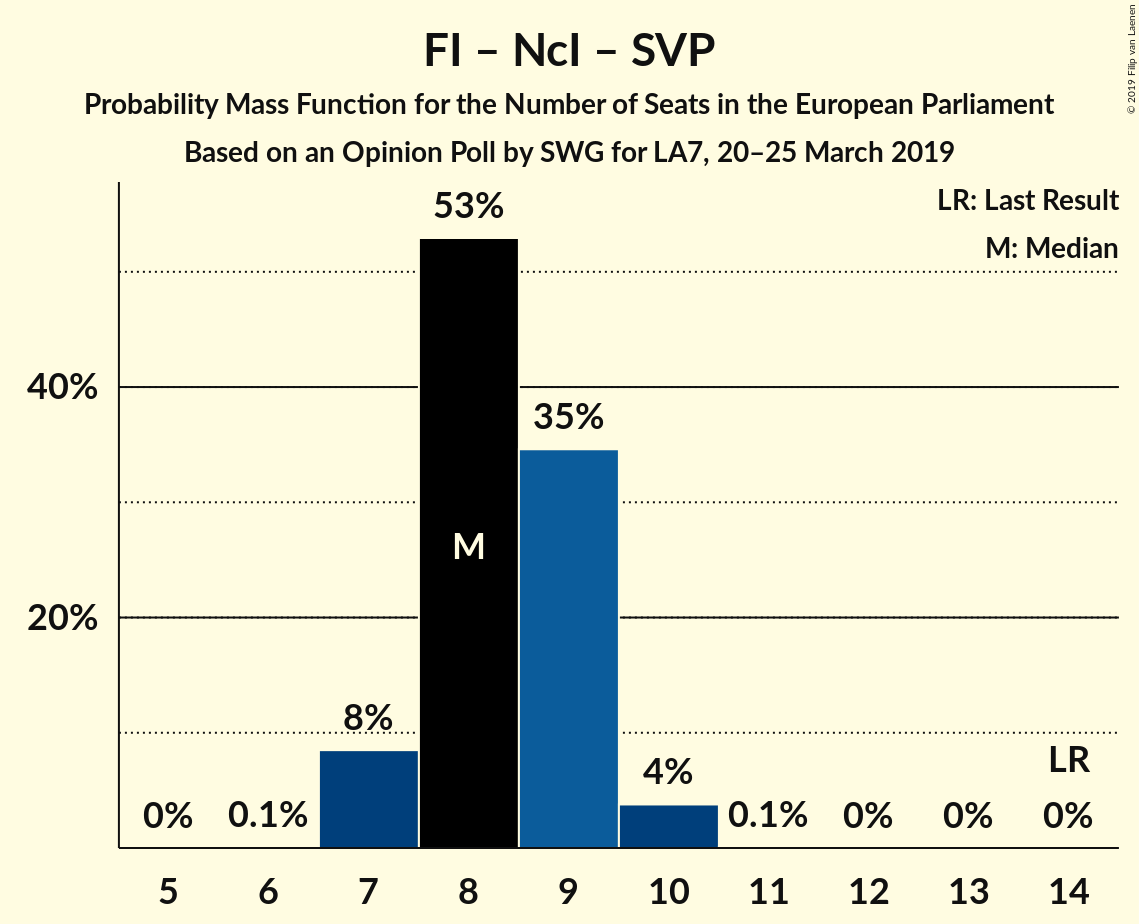 FI – NcI – SVP
Probability Mass Function for the Number of Seats in the European Parliament
Based on an Opinion Poll by SWG for LA7, 20–25 March 2019
© 2019 Filip van Laenen
LR: Last Result
M: Median
53%
40%
35%
M
20%
8%
4%
LR
0%
0.1%
0.1%
0%
0%
0%
5
6
7
8
9
10
11
12
13
14